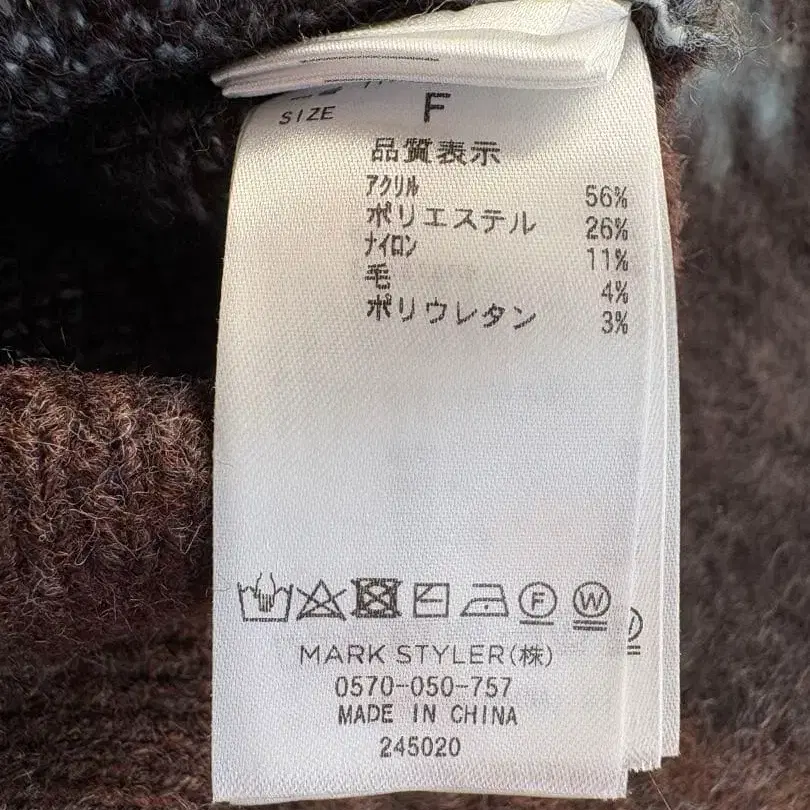 SIZE F
品質表示
アクリル 56%
ポリエステル 26%
ナイロン 11%
毛 4%
ポリウレタン 3%
F W
MARK STYLER(株)
0570-050-757
MADE IN CHINA
245020